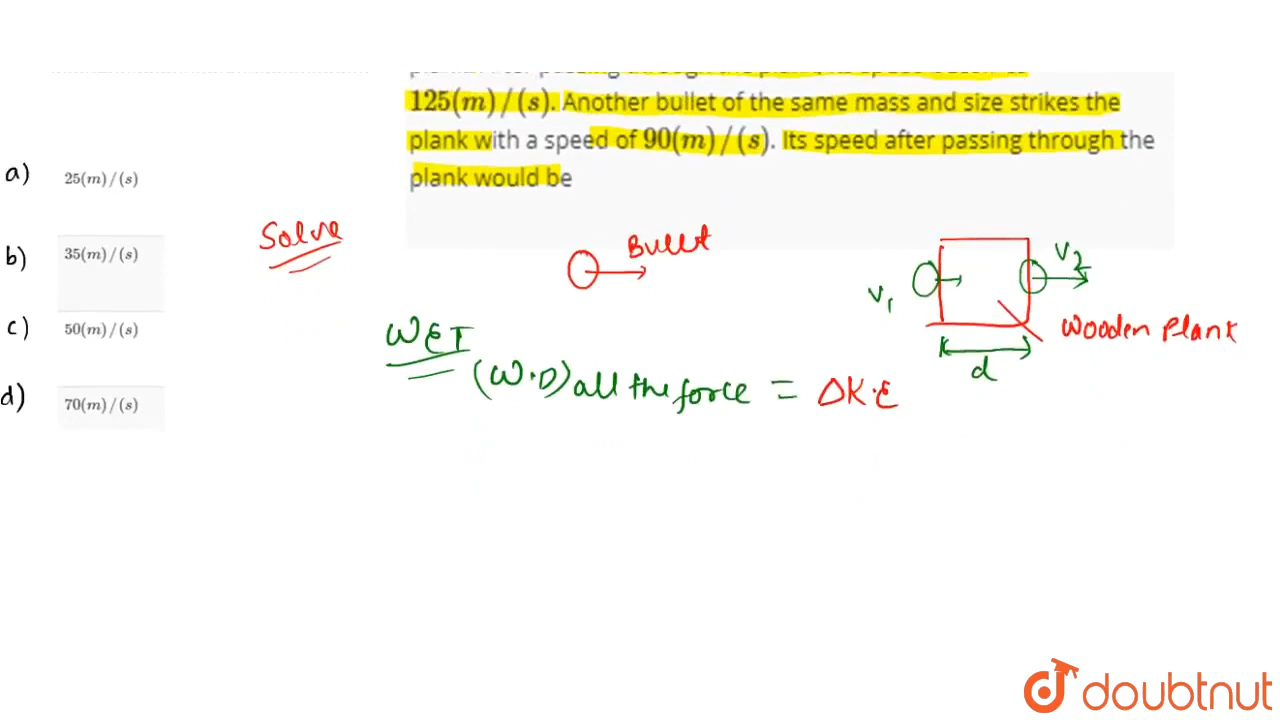 125(m)/(s). Another bullet of the same mass and size strikes the
plank with a speed of 90(m)/(s). Its speed after passing through the
plank would be
a) 25(m)/(s)
b) 35(m)/(s)
c) 50(m)/(s)
d) 70(m)/(s)
Solve
Bullet
V1
V2
Wooden Plank
d
WET
(W.D) all the force = ΔK.E
doubtnut